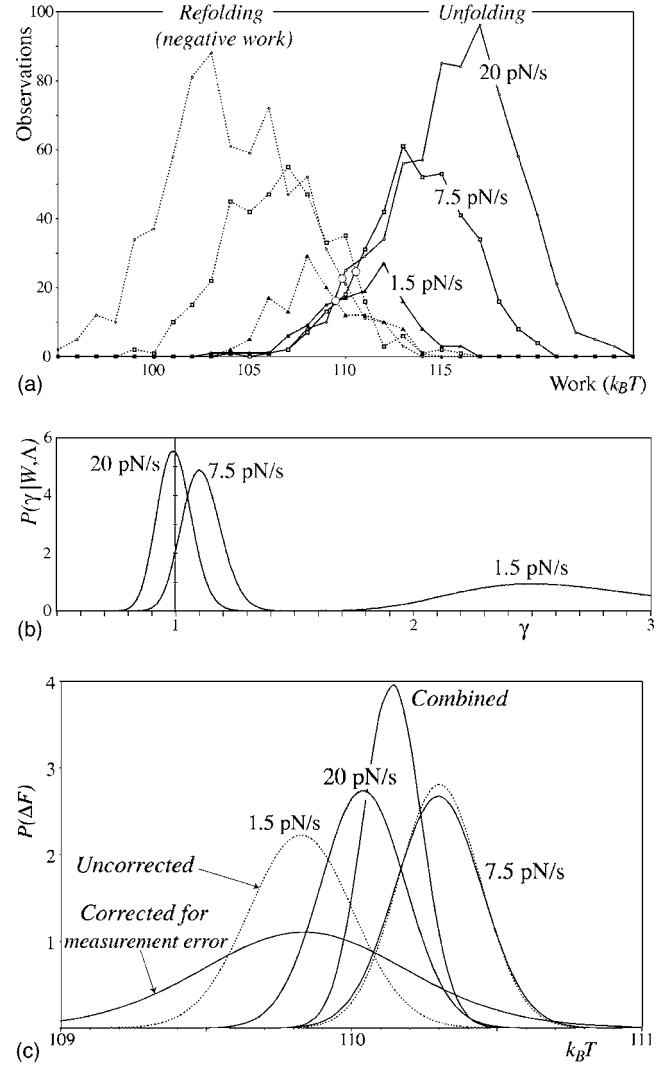 Refolding
(negative work)
Unfolding
100
80
60
40
20
0
Observations
20 pN/s
7.5 pN/s
1.5 pN/s
100
105
110
115
Work (k_BT)
(a)
6
4
2
0
P(γ|W,Λ)
20 pN/s
7.5 pN/s
1.5 pN/s
1
2
γ
3
(b)
4
3
2
1
P(ΔF)
Combined
20 pN/s
1.5 pN/s
7.5 pN/s
Uncorrected
Corrected for
measurement error
109
110
k_BT
111
(c)